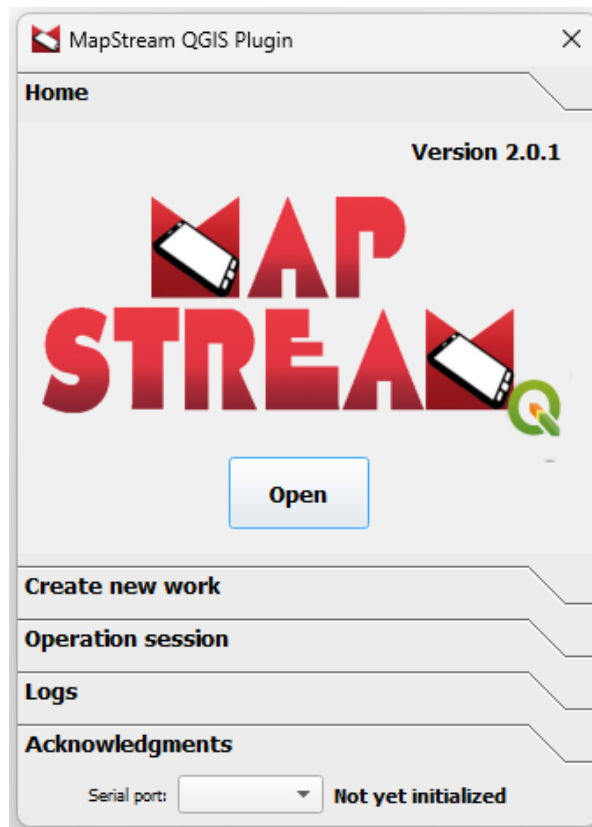 MapStream QGIS Plugin
Home
Version 2.0.1
MAP
STREAM
Open
Create new work
Operation session
Logs
Acknowledgments
Serial port: Not yet initialized